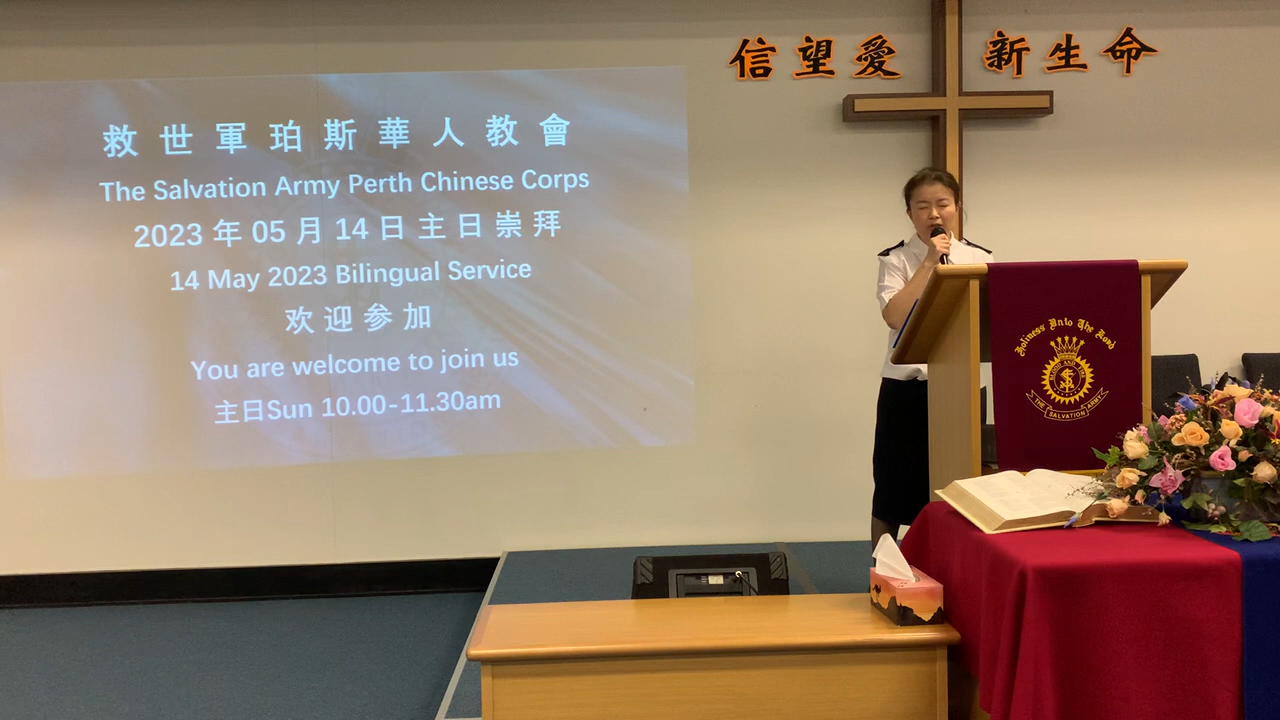 救世軍珀斯華人教會
The Salvation Army Perth Chinese Corps
2023年05月14日主日崇拜
14 May 2023 Bilingual Service
欢迎参加
You are welcome to join us
主日Sun 10.00-11.30am
信望愛 新生命
Holiness Unto The Lord
BLOOD AND FIRE
THE SALVATION ARMY